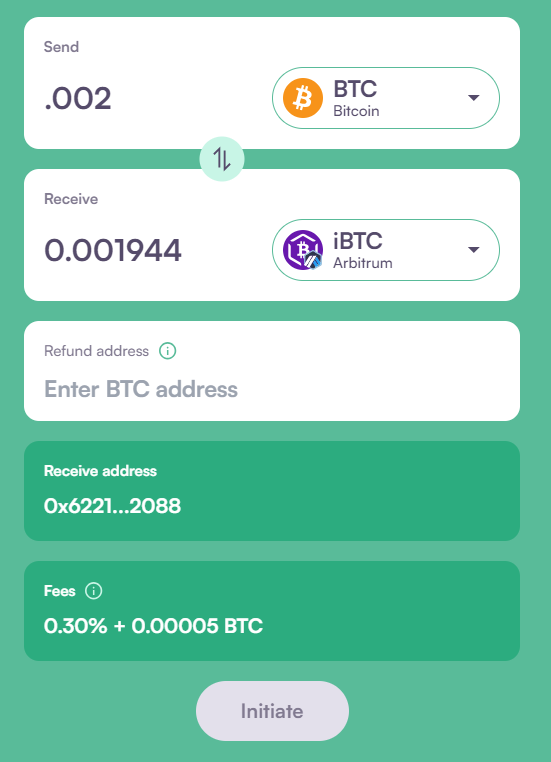 Send
.002
BTC
Bitcoin
Receive
0.001944
iBTC
Arbitrum
Refund address
Enter BTC address
Receive address
0x6221...2088
Fees
0.30% + 0.00005 BTC
Initiate